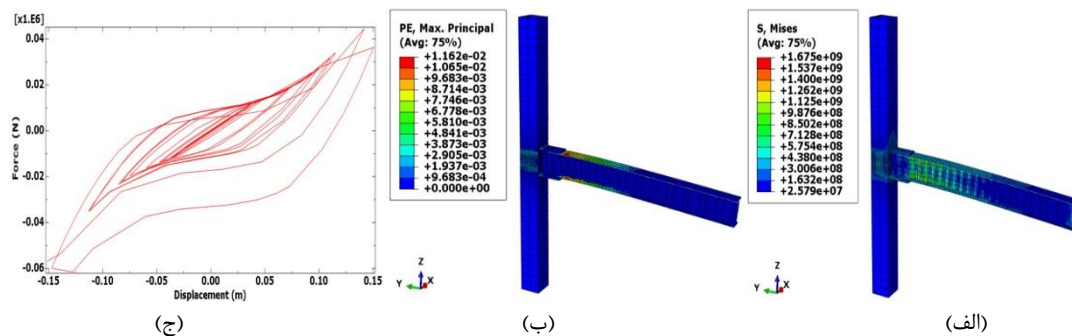 [x1.E6]
0.04
0.02
0.00
-0.02
-0.04
-0.06
Force (N)
-0.15 -0.10 -0.05 0.00 0.05 0.10 0.15
Displacement (m)
(ج)
PE, Max. Principal
(Avg: 75%)
+1.162e-02
+1.065e-02
+9.683e-03
+8.714e-03
+7.746e-03
+6.778e-03
+5.810e-03
+4.841e-03
+3.873e-03
+2.905e-03
+1.937e-03
+9.683e-04
+0.000e+00
Z
Y
X
(ب)
S, Mises
(Avg: 75%)
+1.675e+09
+1.537e+09
+1.400e+09
+1.262e+09
+1.125e+09
+9.876e+08
+8.502e+08
+7.128e+08
+5.754e+08
+4.380e+08
+3.006e+08
+1.632e+08
+2.579e+07
Z
Y
X
(الف)